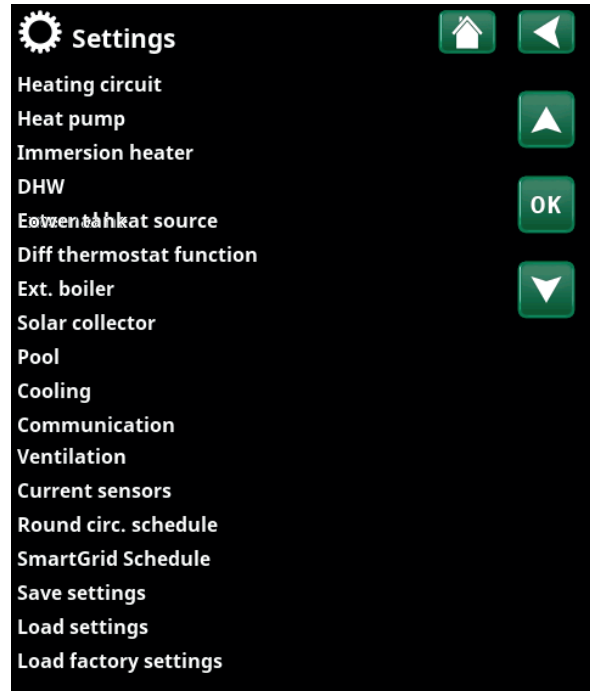 Settings
Heating circuit
Heat pump
Immersion heater
DHW
source
Diff thermostat function
Ext. boiler
Solar collector
Pool
Cooling
Communication
Ventilation
Current sensors
Round circ. schedule
SmartGrid Schedule
Save settings
Load settings
Load factory settings
OK